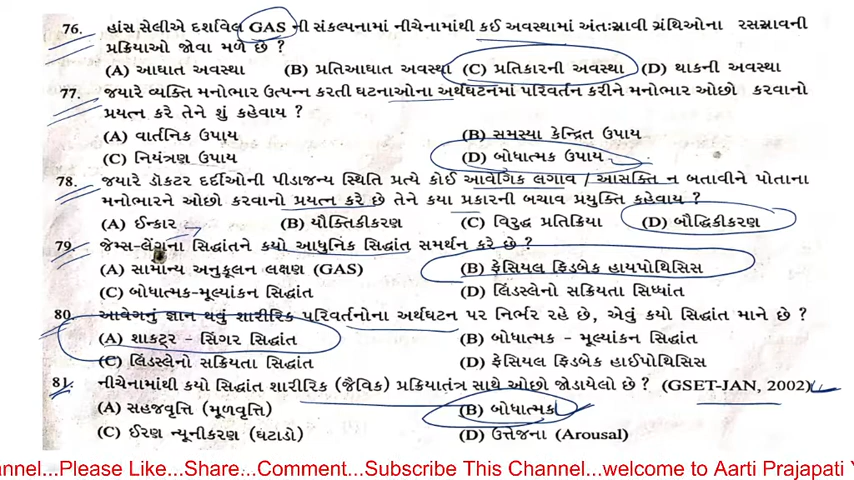 76. હાંસ સેલીએ દર્શાવેલ GAS ની સંકલ્પનામાં નીચેનામાંથી કઈ અવસ્થામાં અંતઃસ્ત્રાવી ગ્રંથિઓના રસસ્ત્રાવની
પ્રક્રિયાઓ જોવા મળે છે ?
(A) આઘાત અવસ્થા (B) પ્રતિઆઘાત અવસ્થા (C) પ્રતિકારની અવસ્થા (D) થાકની અવસ્થા
77. જ્યારે વ્યક્તિ મનોભાર ઉત્પન્ન કરતી ઘટનાઓના અર્થઘટનમાં પરિવર્તન કરીને મનોભાર ઓછો કરવાનો
પ્રયત્ન કરે તેને શું કહેવાય ?
(A) વાર્તનિક ઉપાય (B) સમસ્યા કેન્દ્રિત ઉપાય
(C) નિયંત્રણ ઉપાય (D) બોધાત્મક ઉપાય
78. જ્યારે ડૉક્ટર દર્દીઓની પીડાજન્ય સ્થિતિ પ્રત્યે કોઈ આવેગિક લગાવ / આસક્તિ ન બતાવીને પોતાના
મનોભારને ઓછો કરવાનો પ્રયત્ન કરે છે તેને કયા પ્રકારની બચાવ પ્રયુક્તિ કહેવાય ?
(A) ઈન્કાર (B) યૌક્તિકીકરણ (C) વિરુદ્ધ પ્રતિક્રિયા (D) બૌદ્ધિકીકરણ
79. જેમ્સ-લેંગના સિદ્ધાંતને કયો આધુનિક સિદ્ધાંત સમર્થન કરે છે ?
(A) સામાન્ય અનુકૂલન લક્ષણ (GAS) (B) ફેસિયલ ફિડબેક હાયપોથિસિસ
(C) બોધાત્મક-મૂલ્યાંકન સિદ્ધાંત (D) લિંડસ્લેનો સક્રિયતા સિધ્ધાંત
80. આવેગનું જ્ઞાન થવું શારીરિક પરિવર્તનોના અર્થઘટન પર નિર્ભર રહે છે, એવું કયો સિદ્ધાંત માને છે ?
(A) શાકટ્ર - સિંગર સિદ્ધાંત (B) બોધાત્મક - મૂલ્યાંકન સિદ્ધાંત
(C) લિંડસ્લેનો સક્રિયતા સિદ્ધાંત (D) ફેસિયલ ફિડબેક હાઈપોથિસિસ
81. નીચેનામાંથી કયો સિદ્ધાંત શારીરિક (જૈવિક) પ્રક્રિયાતંત્ર સાથે ઓછો જોડાયેલો છે ? (GSET-JAN, 2002)
(A) સહજવૃત્તિ (મૂળવૃત્તિ) (B) બોધાત્મક
(C) ઈરણ ન્યૂનીકરણ (ઘટાડો) (D) ઉત્તેજના (Arousal)
annel...Please Like...Share...Comment...Subscribe This Channel...welcome to Aarti Prajapati Y